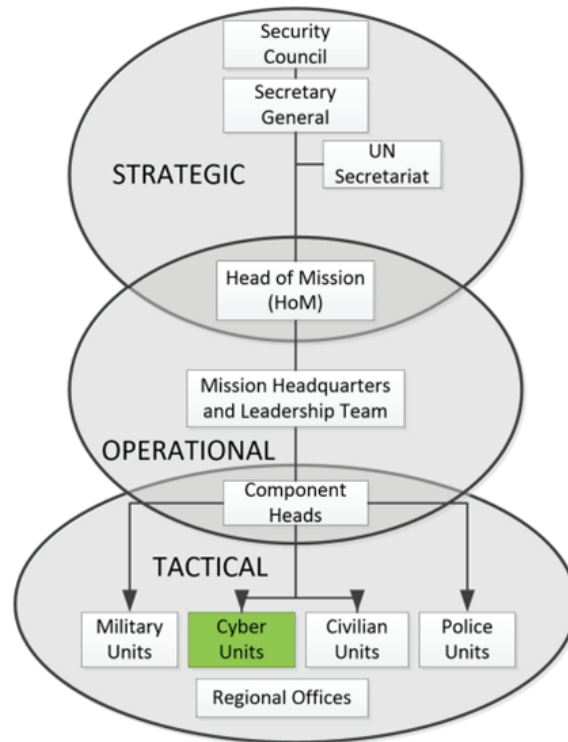 Security
Council
Secretary
General
UN
Secretariat
STRATEGIC
Head of Mission
(HoM)
Mission Headquarters
and Leadership Team
OPERATIONAL
Component
Heads
TACTICAL
Military
Units
Cyber
Units
Civilian
Units
Police
Units
Regional Offices